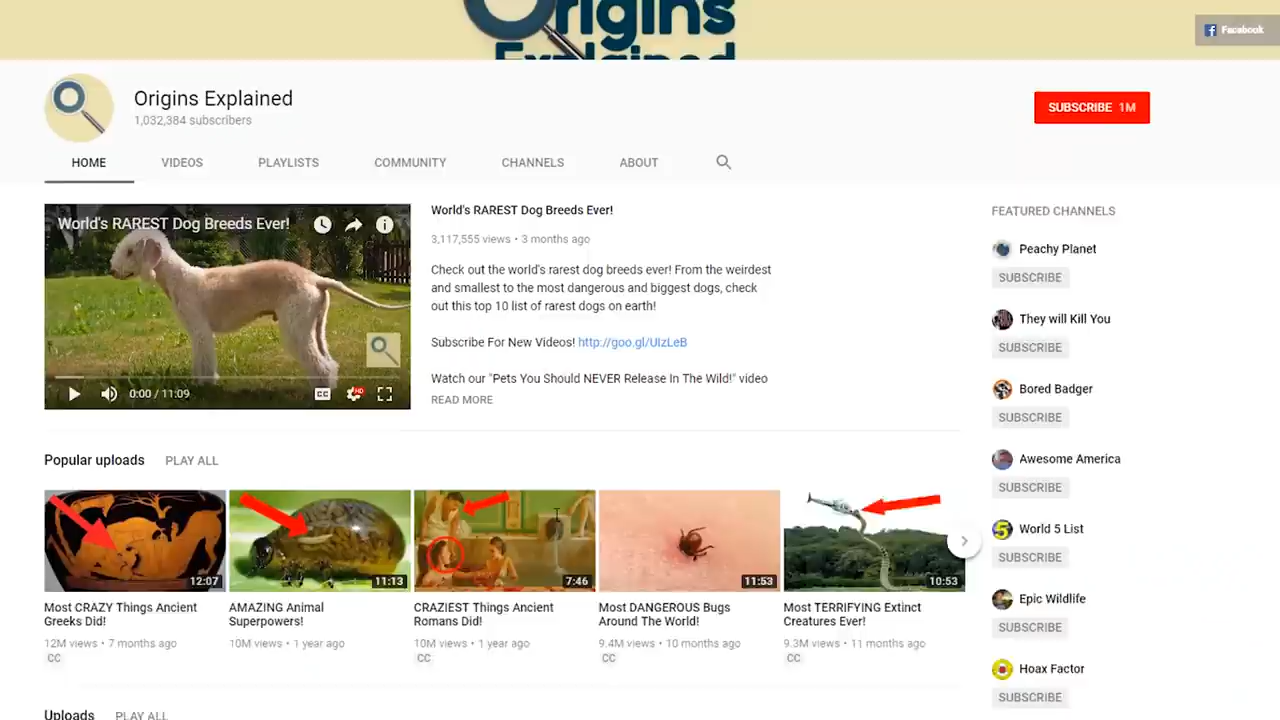 Origins
Explained
Facebook
Origins Explained
1,032,384 subscribers
SUBSCRIBE 1M
HOME
VIDEOS
PLAYLISTS
COMMUNITY
CHANNELS
ABOUT
World's RAREST Dog Breeds Ever!
0:00 / 11:09
CC
HD
World's RAREST Dog Breeds Ever!
3,117,555 views • 3 months ago
Check out the world's rarest dog breeds ever! From the weirdest
and smallest to the most dangerous and biggest dogs, check
out this top 10 list of rarest dogs on earth!
Subscribe For New Videos! http://goo.gl/UIzLeB
Watch our "Pets You Should NEVER Release In The Wild!" video
READ MORE
Popular uploads
PLAY ALL
12:07
Most CRAZY Things Ancient
Greeks Did!
12M views • 7 months ago
CC
11:13
AMAZING Animal
Superpowers!
10M views • 1 year ago
7:46
CRAZIEST Things Ancient
Romans Did!
10M views • 1 year ago
CC
11:53
Most DANGEROUS Bugs
Around The World!
9.4M views • 10 months ago
CC
10:53
Most TERRIFYING Extinct
Creatures Ever!
9.3M views • 11 months ago
CC
Uploads
PLAY ALL
FEATURED CHANNELS
Peachy Planet
SUBSCRIBE
They will Kill You
SUBSCRIBE
Bored Badger
SUBSCRIBE
Awesome America
SUBSCRIBE
5
World 5 List
SUBSCRIBE
Epic Wildlife
SUBSCRIBE
Hoax Factor
SUBSCRIBE